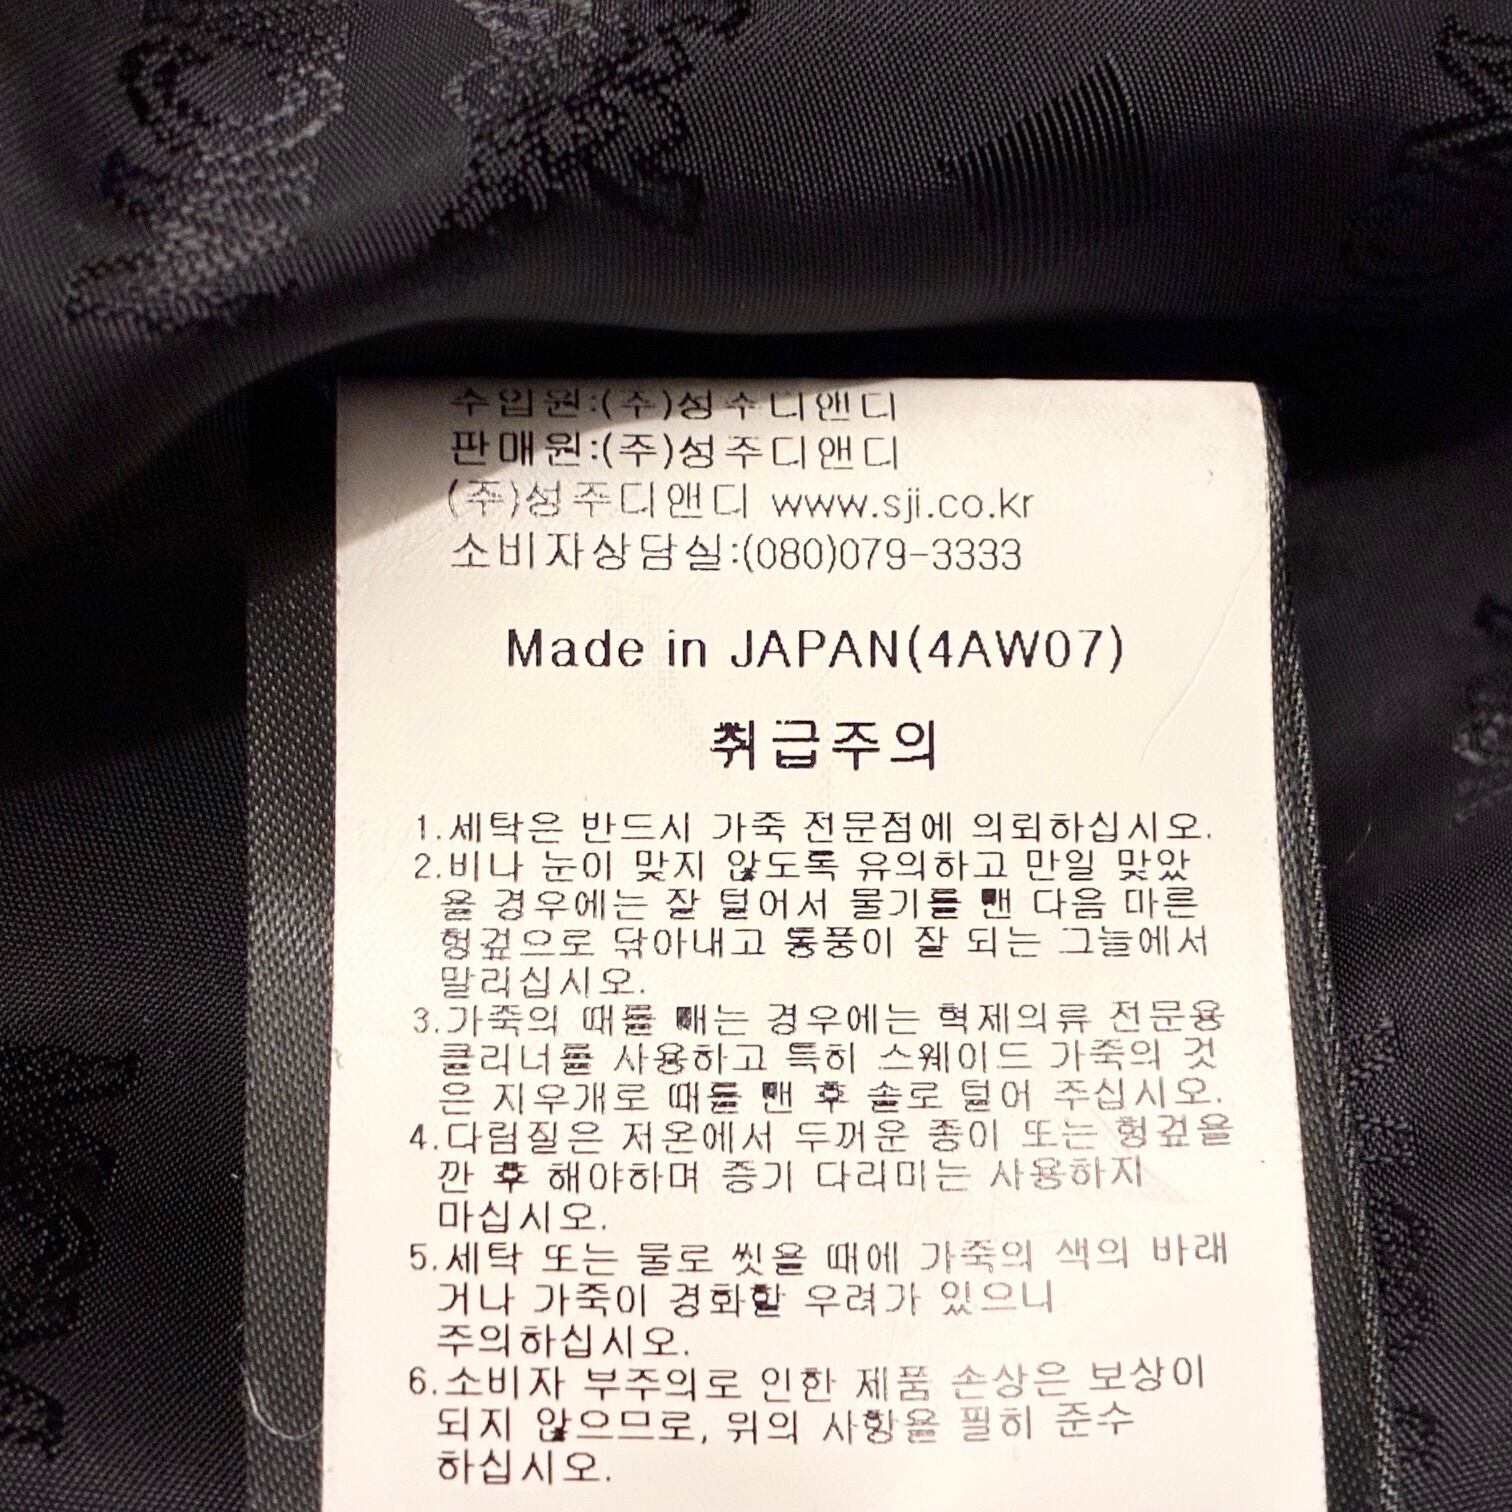 수입원:(주)성주디앤디
판매원:(주)성주디앤디
(주)성주디앤디 www.sji.co.kr
소비자상담실:(080)079-3333
Made in JAPAN(4AW07)
취급주의
1.세탁은 반드시 가죽 전문점에 의뢰하십시오.
2.비나 눈이 맞지 않도록 유의하고 만일 맞았
을 경우에는 잘 털어서 물기를 뺀 다음 마른
헝겊으로 닦아내고 통풍이 잘 되는 그늘에서
말리십시오.
3.가죽의 때를 빼는 경우에는 혁제의류 전문용
클리너를 사용하고 특히 스웨이드 가죽의 것
은 지우개로 때를 뺀 후 솔로 털어 주십시오.
4.다림질은 저온에서 두꺼운 종이 또는 헝겊을
깐 후 해야하며 증기 다리미는 사용하지
마십시오.
5.세탁 또는 물로 씻을 때에 가죽의 색의 바래
거나 가죽이 경화할 우려가 있으니
주의하십시오.
6.소비자 부주의로 인한 제품 손상은 보상이
되지 않으므로, 위의 사항을 필히 준수
하십시오.